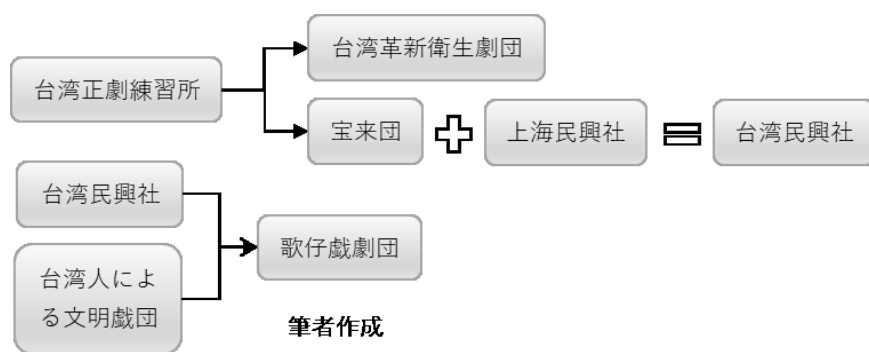 台湾革新衛生劇団
台湾正劇練習所
宝来団
上海民興社
台湾民興社
台湾民興社
歌仔戯劇団
台湾人によ
る文明戯団
筆者作成